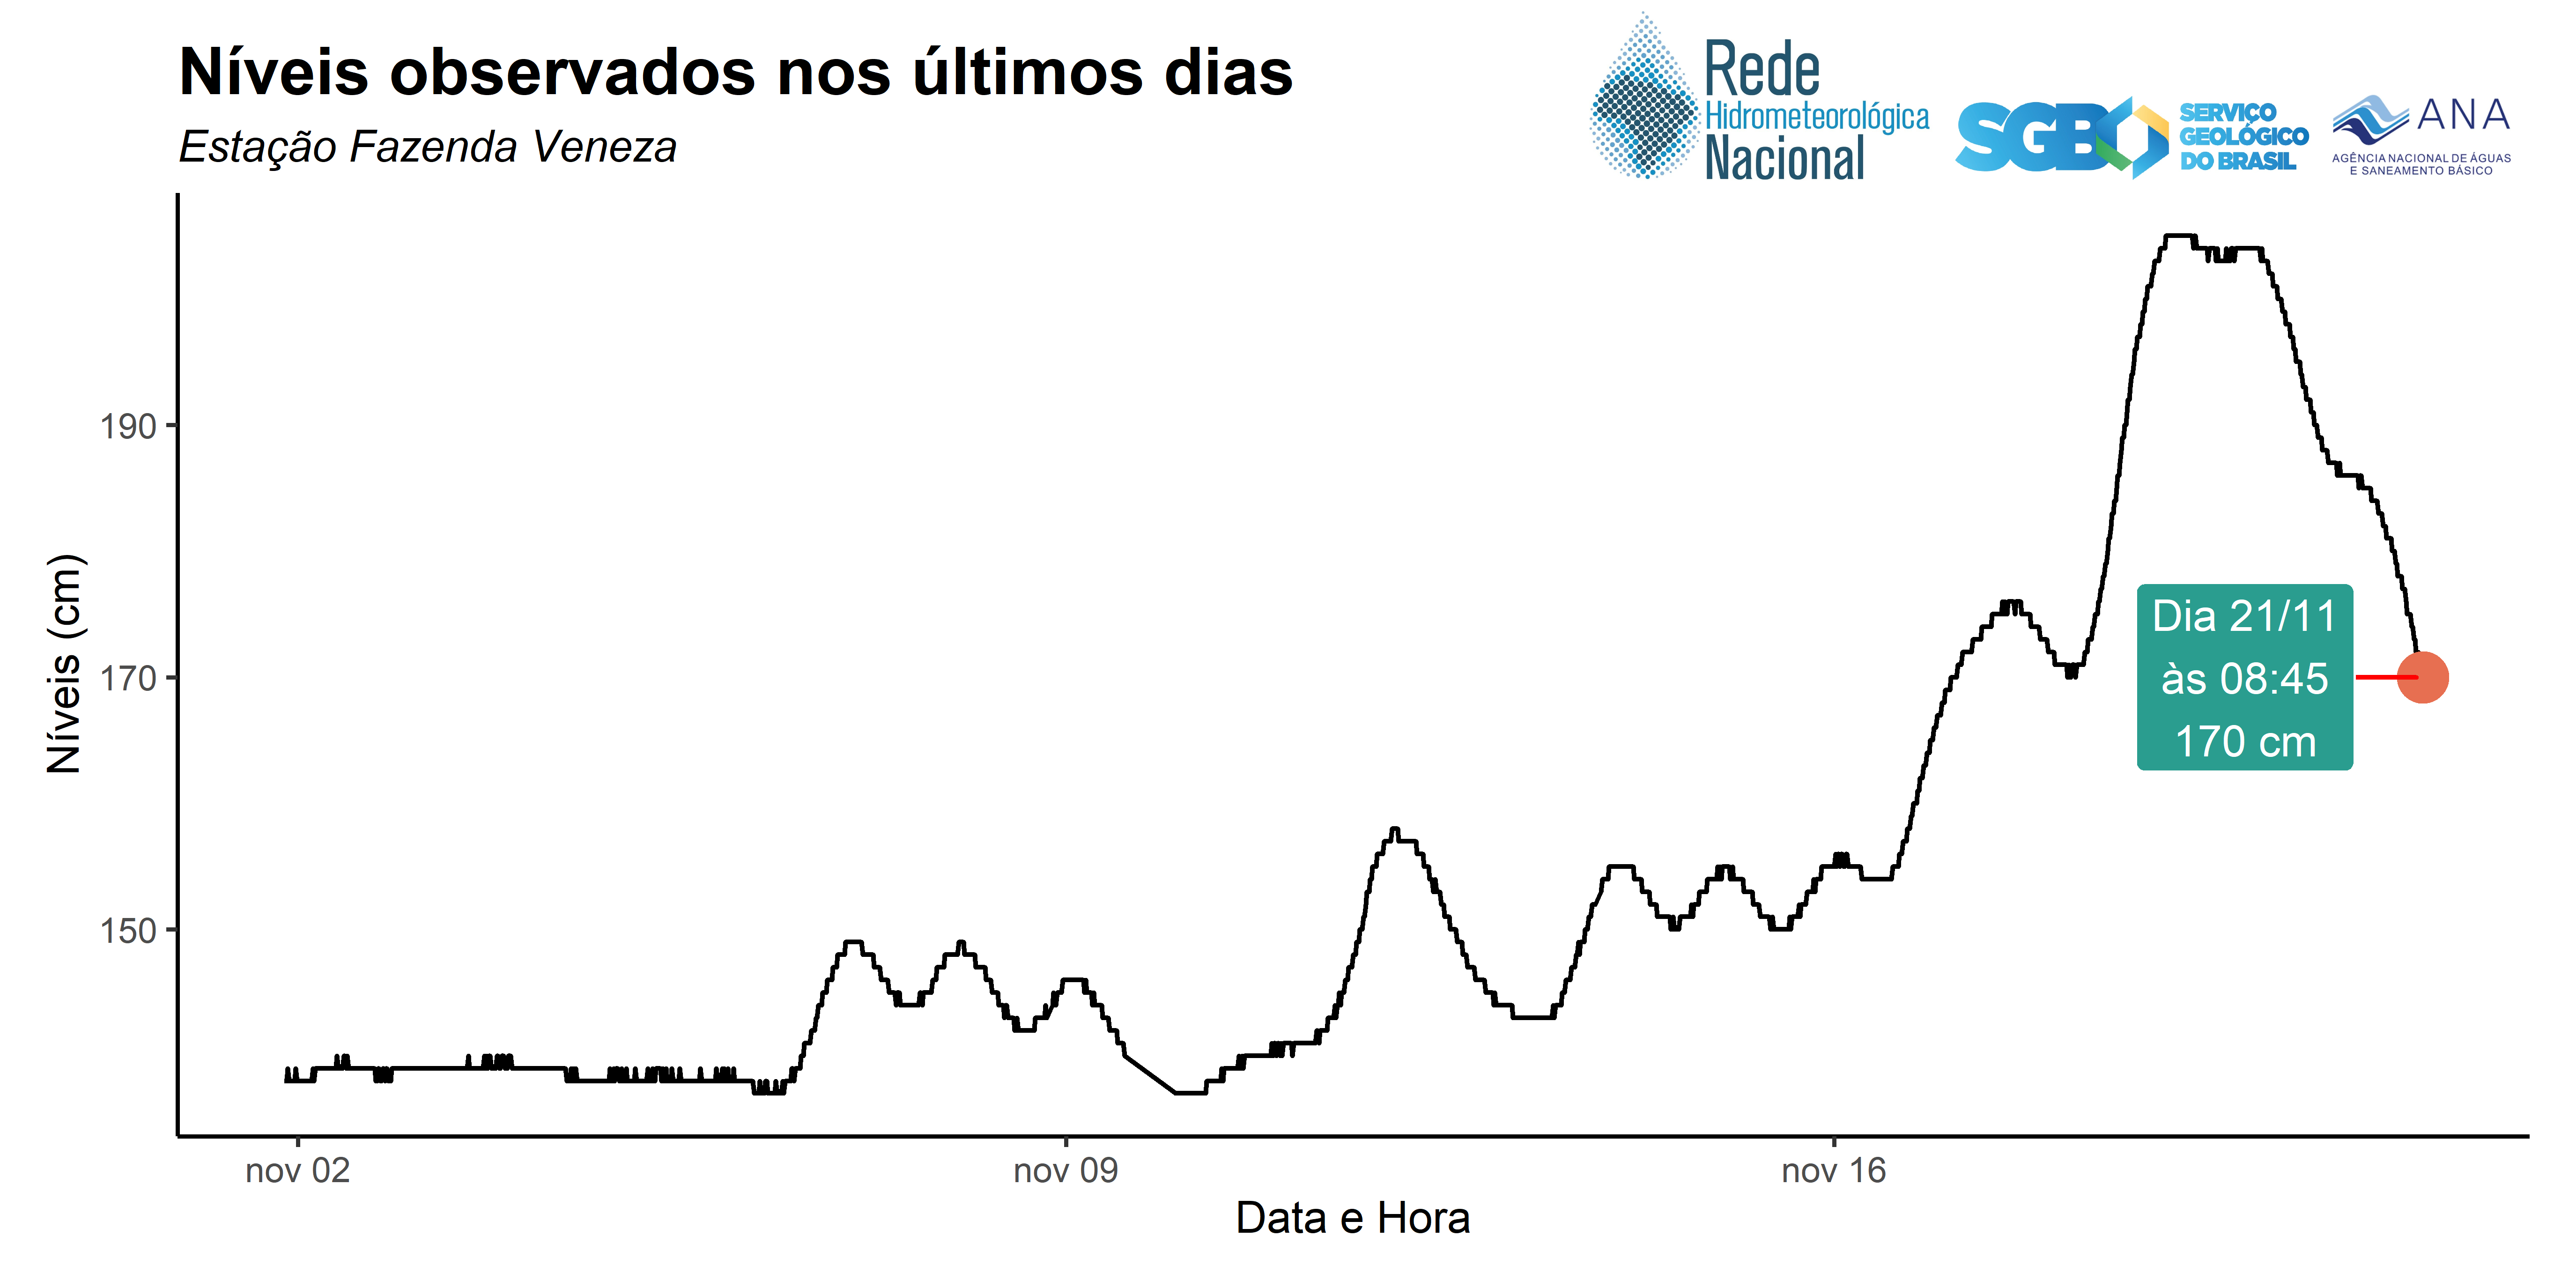 Níveis observados nos últimos dias
Estação Fazenda Veneza
Rede
Hidrometeorológica
Nacional
SGB
SERVIÇO
GEOLÓGICO
DO BRASIL
ANA
AGÊNCIA NACIONAL DE ÁGUAS
E SANEAMENTO BÁSICO
Níveis (cm)
190
170
150
Dia 21/11
às 08:45
170 cm
nov 02
nov 09
nov 16
Data e Hora